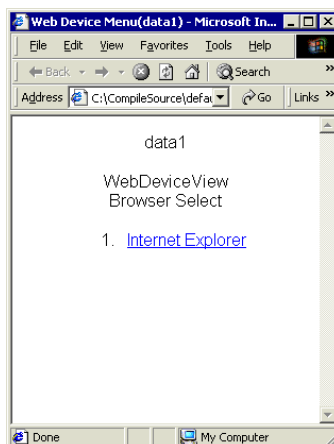 Web Device Menu(data1) - Microsoft In...
File Edit View Favorites Tools Help
Back Search »
Address C:\CompileSource\defau Go Links »
data1
WebDeviceView
Browser Select
1. Internet Explorer
Done My Computer